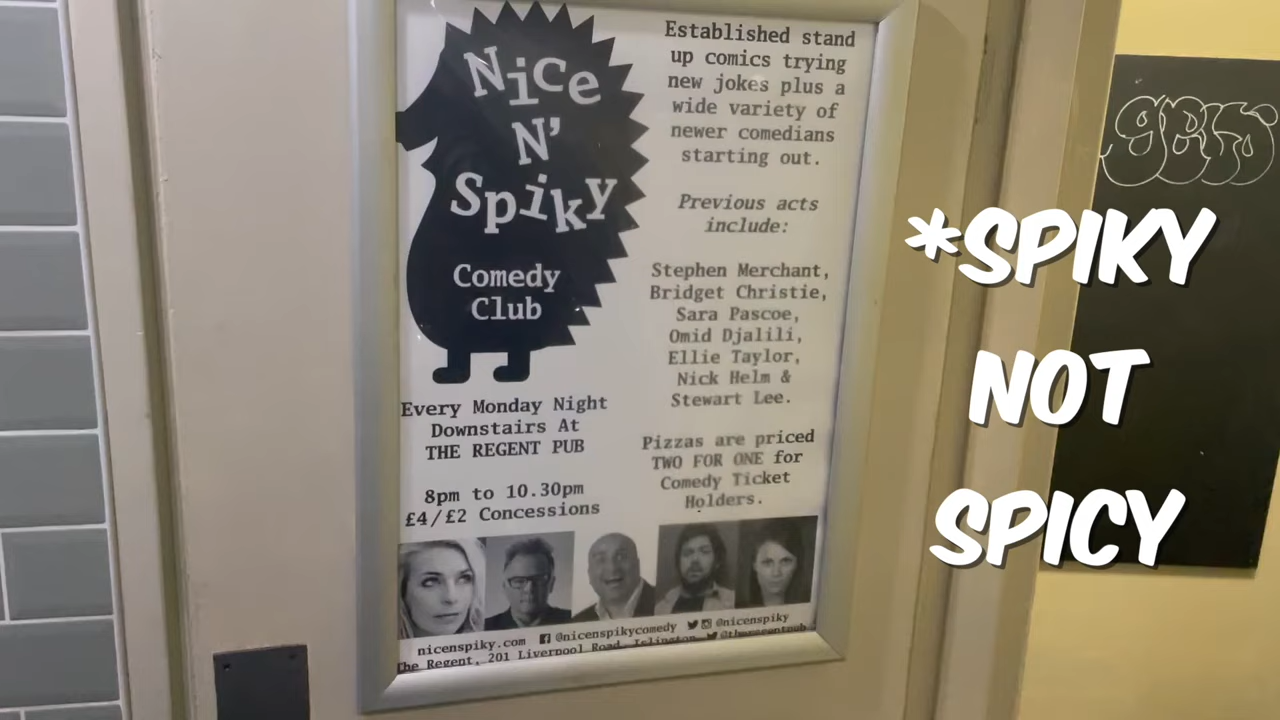 Nice
N'
Spiky
Comedy
Club
Every Monday Night
Downstairs At
THE REGENT PUB
8pm to 10.30pm
£4/£2 Concessions
Established stand
up comics trying
new jokes plus a
wide variety of
newer comedians
starting out.
Previous acts
include:
Stephen Merchant,
Bridget Christie,
Sara Pascoe,
Omid Djalili,
Ellie Taylor,
Nick Helm &
Stewart Lee.
Pizzas are priced
TWO FOR ONE for
Comedy Ticket
Holders.
nicenspiky.com @nicenspikycomedy @nicenspiky
The Regent, 201 Liverpool Road, Islington @theregentpub
*SPIKY
NOT
SPICY